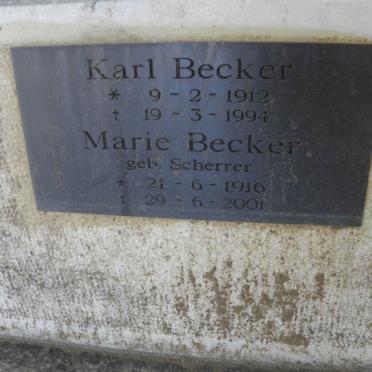 Karl Becker
* 9 - 2 - 1912
† 19 - 3 - 1994
Marie Becker
geb. Scherrer
* 21 - 6 - 1916
† 29 - 6 - 2001